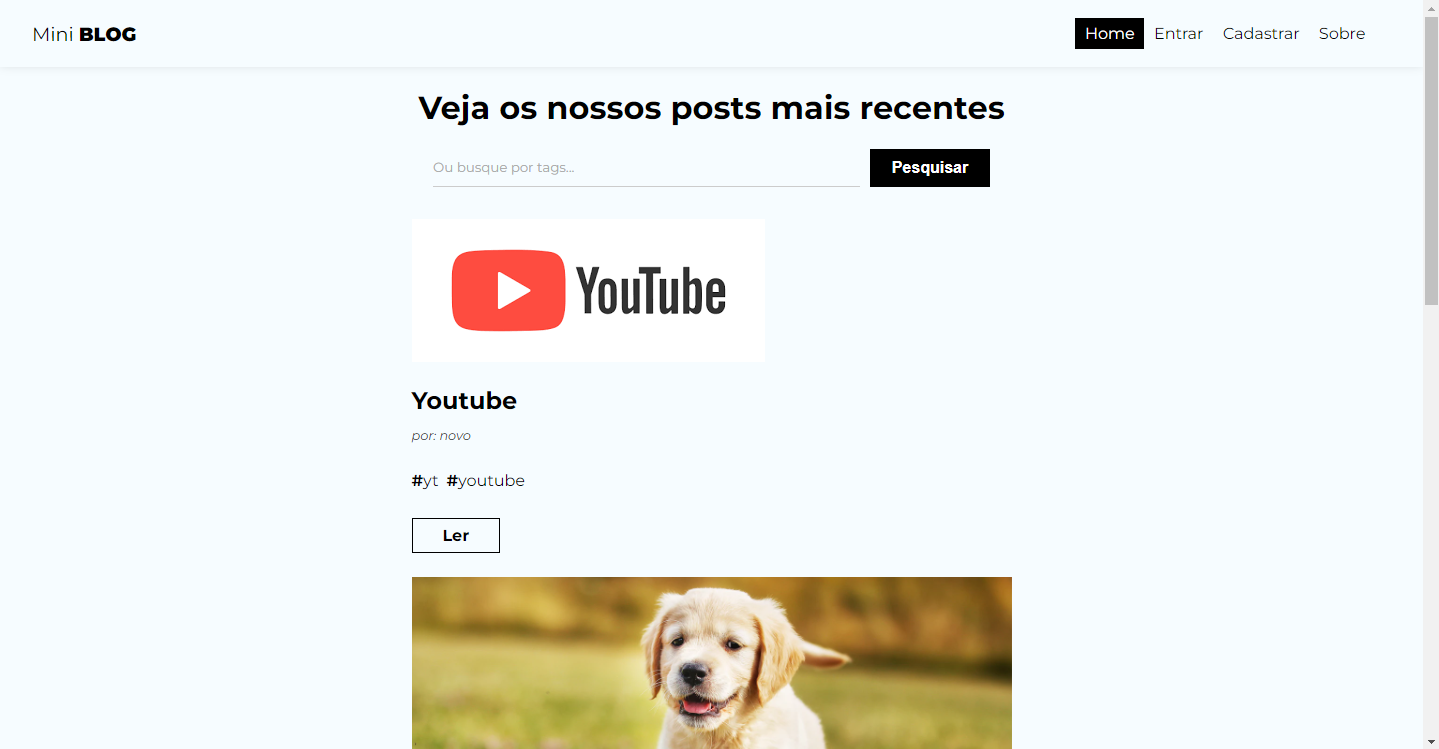 Mini BLOG
Home Entrar Cadastrar Sobre
Veja os nossos posts mais recentes
Ou busque por tags...
Pesquisar
YouTube
Youtube
por: novo
#yt #youtube
Ler